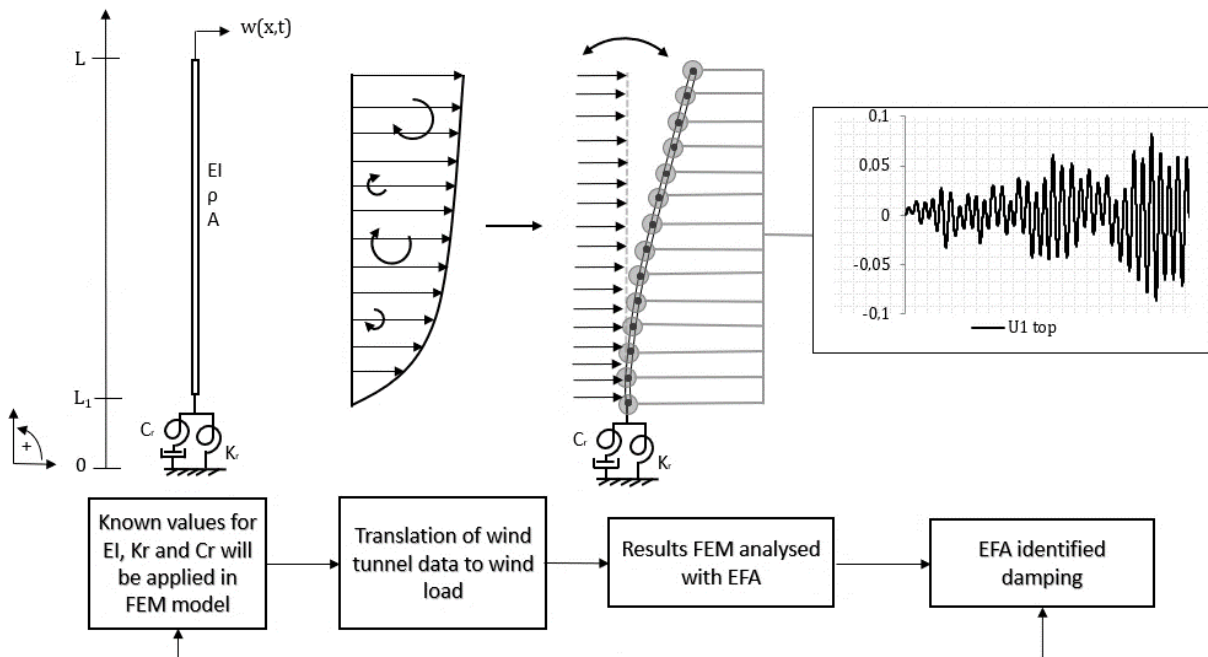 w(x,t)
L
EI
ρ
A
L₁
Cᵣ
Kᵣ
+
0
Cᵣ
Kᵣ
0,1
0,05
0
-0,05
-0,1
U1 top
Known values for
EI, Kr and Cr will
be applied in
FEM model
Translation of wind
tunnel data to wind
load
Results FEM analysed
with EFA
EFA identified
damping